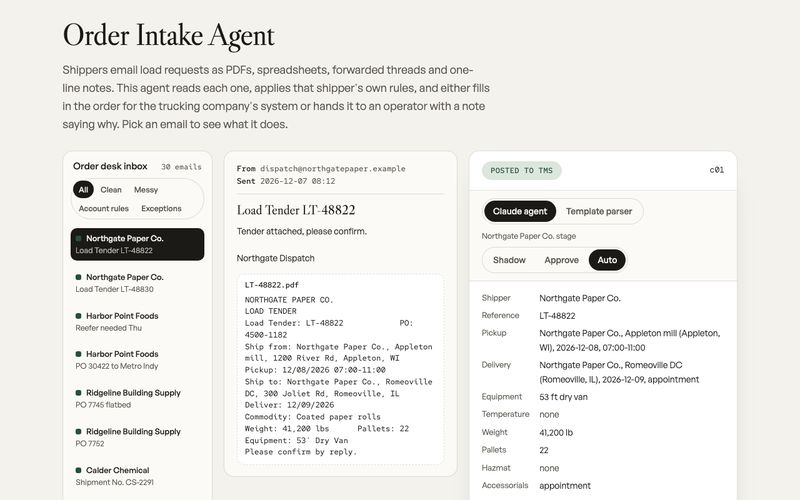 Order Intake Agent
Shippers email load requests as PDFs, spreadsheets, forwarded threads and one-
line notes. This agent reads each one, applies that shipper's own rules, and either fills
in the order for the trucking company's system or hands it to an operator with a note
saying why. Pick an email to see what it does.
Order desk inbox 30 emails
All Clean Messy
Account rules Exceptions
Northgate Paper Co.
Load Tender LT-48822
Northgate Paper Co.
Load Tender LT-48830
Harbor Point Foods
Reefer needed Thu
Harbor Point Foods
PO 30422 to Metro Indy
Ridgeline Building Supply
PO 7745 flatbed
Ridgeline Building Supply
PO 7752
Calder Chemical
Shipment No. CS-2291
From dispatch@northgatepaper.example
Sent 2026-12-07 08:12
Load Tender LT-48822
Tender attached, please confirm.
Northgate Dispatch
LT-48822.pdf
NORTHGATE PAPER CO.
LOAD TENDER
Load Tender: LT-48822 PO:
4500-1182
Ship from: Northgate Paper Co., Appleton
mill, 1200 River Rd, Appleton, WI
Pickup: 12/08/2026 07:00-11:00
Ship to: Northgate Paper Co., Romeoville
DC, 300 Joliet Rd, Romeoville, IL
Deliver: 12/09/2026
Commodity: Coated paper rolls
Weight: 41,200 lbs Pallets: 22
Equipment: 53' Dry Van
Please confirm by reply.
POSTED TO TMS c01
Claude agent Template parser
Northgate Paper Co. stage
Shadow Approve Auto
Shipper Northgate Paper Co.
Reference LT-48822
Pickup Northgate Paper Co., Appleton mill (Appleton,
WI), 2026-12-08, 07:00-11:00
Delivery Northgate Paper Co., Romeoville DC
(Romeoville, IL), 2026-12-09, appointment
Equipment 53 ft dry van
Temperature none
Weight 41,200 lb
Pallets 22
Hazmat none
Accessorials appointment